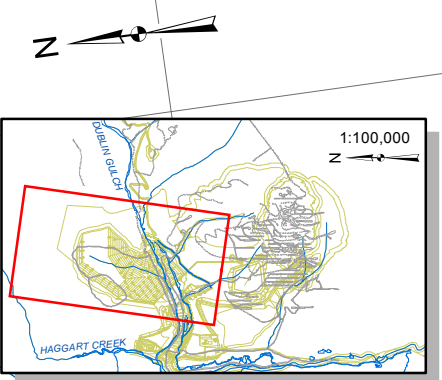 N
1:100,000
N
DUBLIN GULCH
HAGGART CREEK